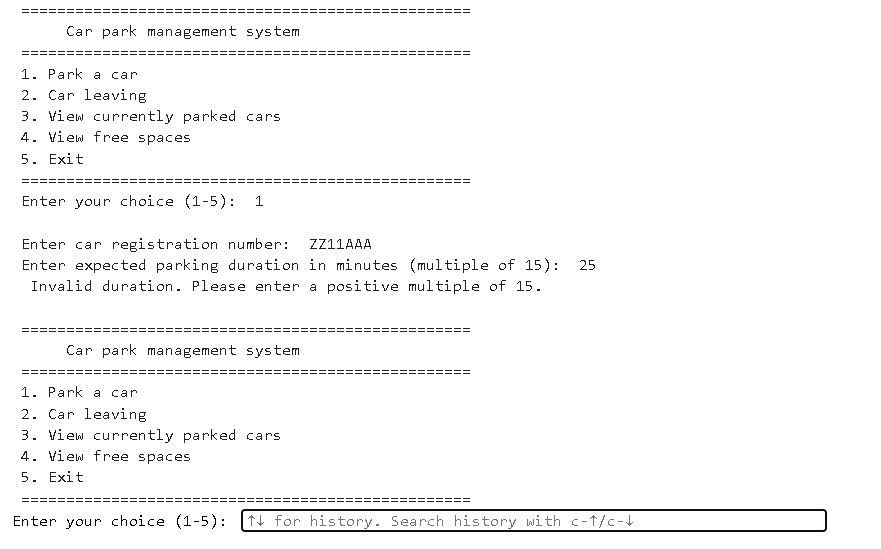 ==================================================
     Car park management system
==================================================
1. Park a car
2. Car leaving
3. View currently parked cars
4. View free spaces
5. Exit
==================================================
Enter your choice (1-5):  1

Enter car registration number:  ZZ11AAA
Enter expected parking duration in minutes (multiple of 15):  25
 Invalid duration. Please enter a positive multiple of 15.

==================================================
     Car park management system
==================================================
1. Park a car
2. Car leaving
3. View currently parked cars
4. View free spaces
5. Exit
==================================================
Enter your choice (1-5): ↑↓ for history. Search history with c-↑/c-↓